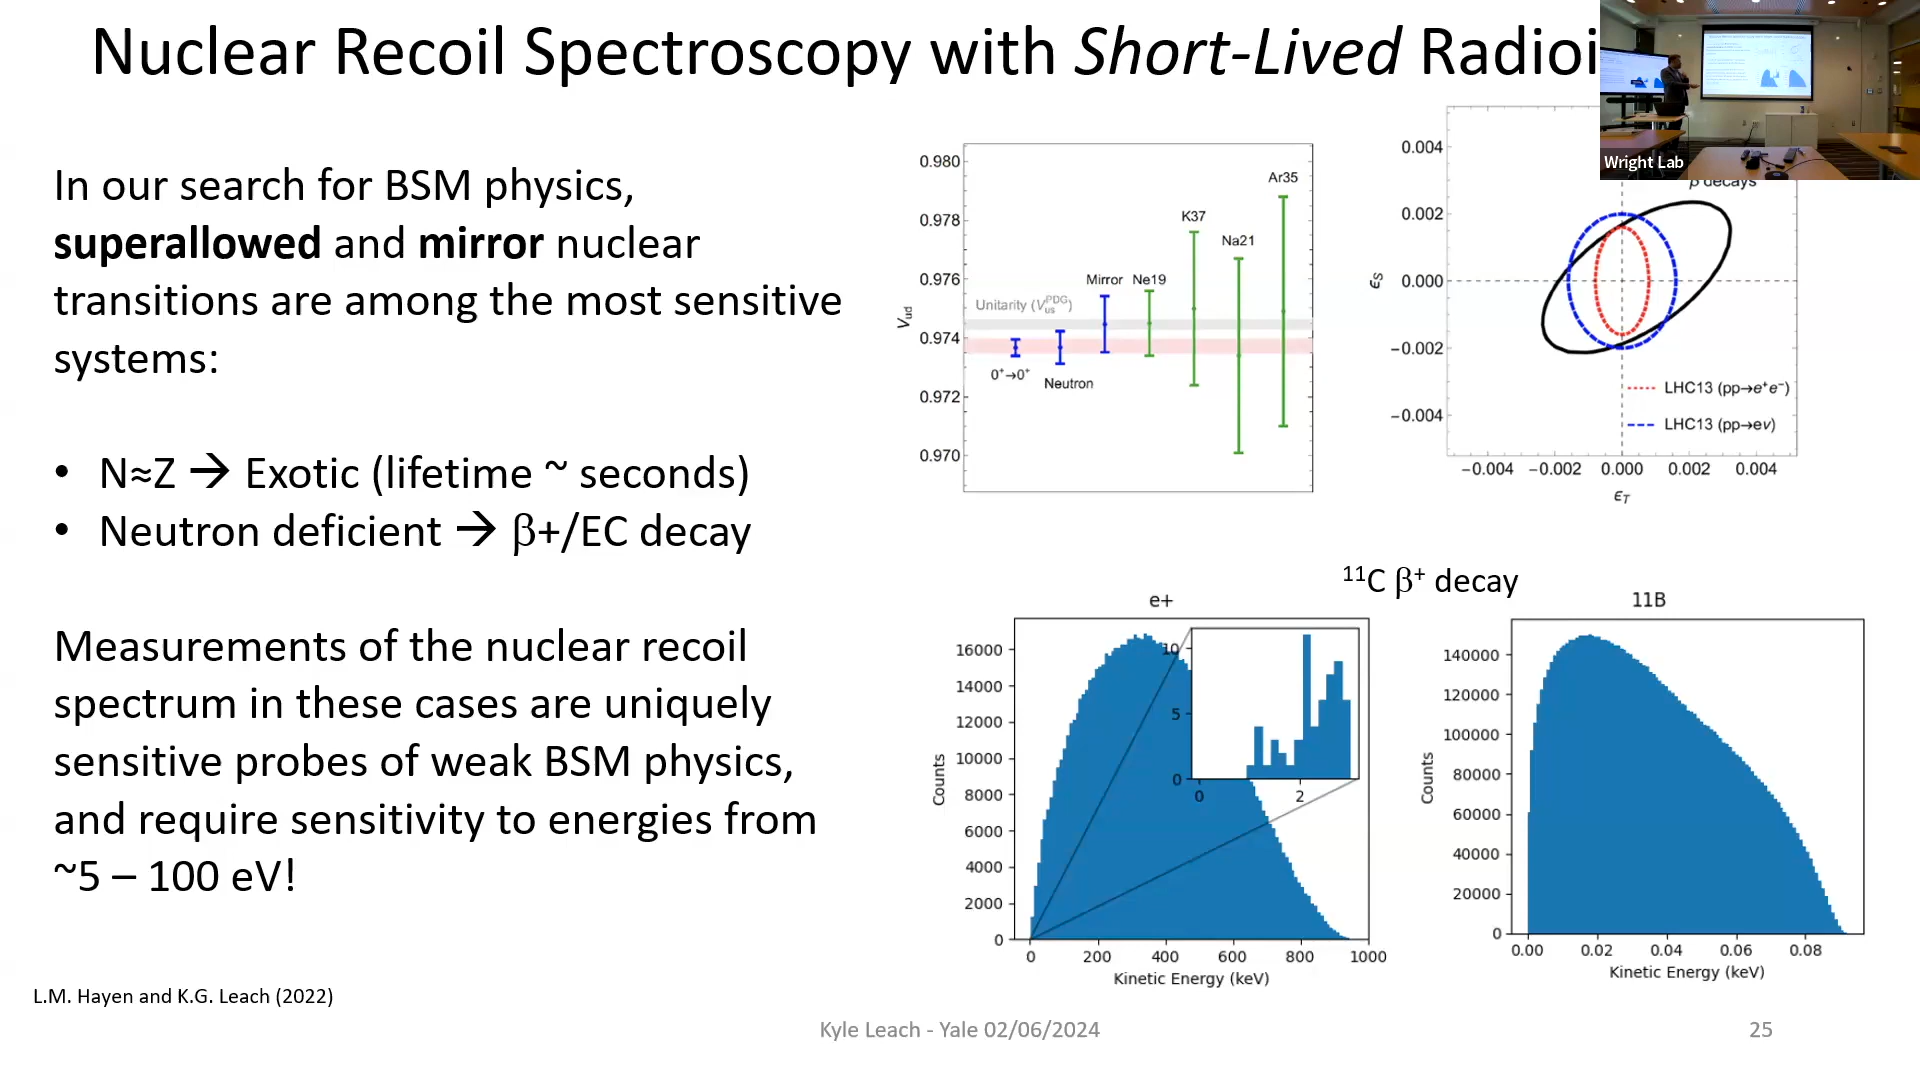 Nuclear Recoil Spectroscopy with Short-Lived Radioi
Wright Lab
In our search for BSM physics,
superallowed and mirror nuclear
transitions are among the most sensitive
systems:
• N≈Z → Exotic (lifetime ~ seconds)
• Neutron deficient → β+/EC decay
Measurements of the nuclear recoil
spectrum in these cases are uniquely
sensitive probes of weak BSM physics,
and require sensitivity to energies from
~5 – 100 eV!
L.M. Hayen and K.G. Leach (2022)
0.980
0.978
0.976
0.974
0.972
0.970
V_ud
Unitarity (V_us^PDG)
0⁺→0⁺
Neutron
Mirror
Ne19
K37
Na21
Ar35
β decays
0.004
0.002
0.000
−0.002
−0.004
ϵ_S
LHC13 (pp→e⁺e⁻)
LHC13 (pp→eν)
−0.004 −0.002 0.000 0.002 0.004
ϵ_T
¹¹C β⁺ decay
e+
16000
14000
12000
10000
8000
6000
4000
2000
0
Counts
10
5
0
0 2
0 200 400 600 800 1000
Kinetic Energy (keV)
11B
140000
120000
100000
80000
60000
40000
20000
0
Counts
0.00 0.02 0.04 0.06 0.08
Kinetic Energy (keV)
Kyle Leach - Yale 02/06/2024
25